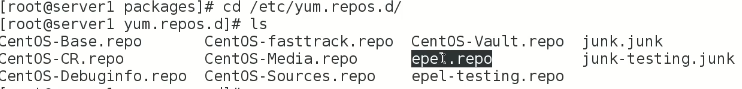 [root@server1 packages]# cd /etc/yum.repos.d/
[root@server1 yum.repos.d]# ls
CentOS-Base.repo CentOS-fasttrack.repo CentOS-Vault.repo junk.junk
CentOS-CR.repo CentOS-Media.repo epel.repo junk-testing.junk
CentOS-Debuginfo.repo CentOS-Sources.repo epel-testing.repo